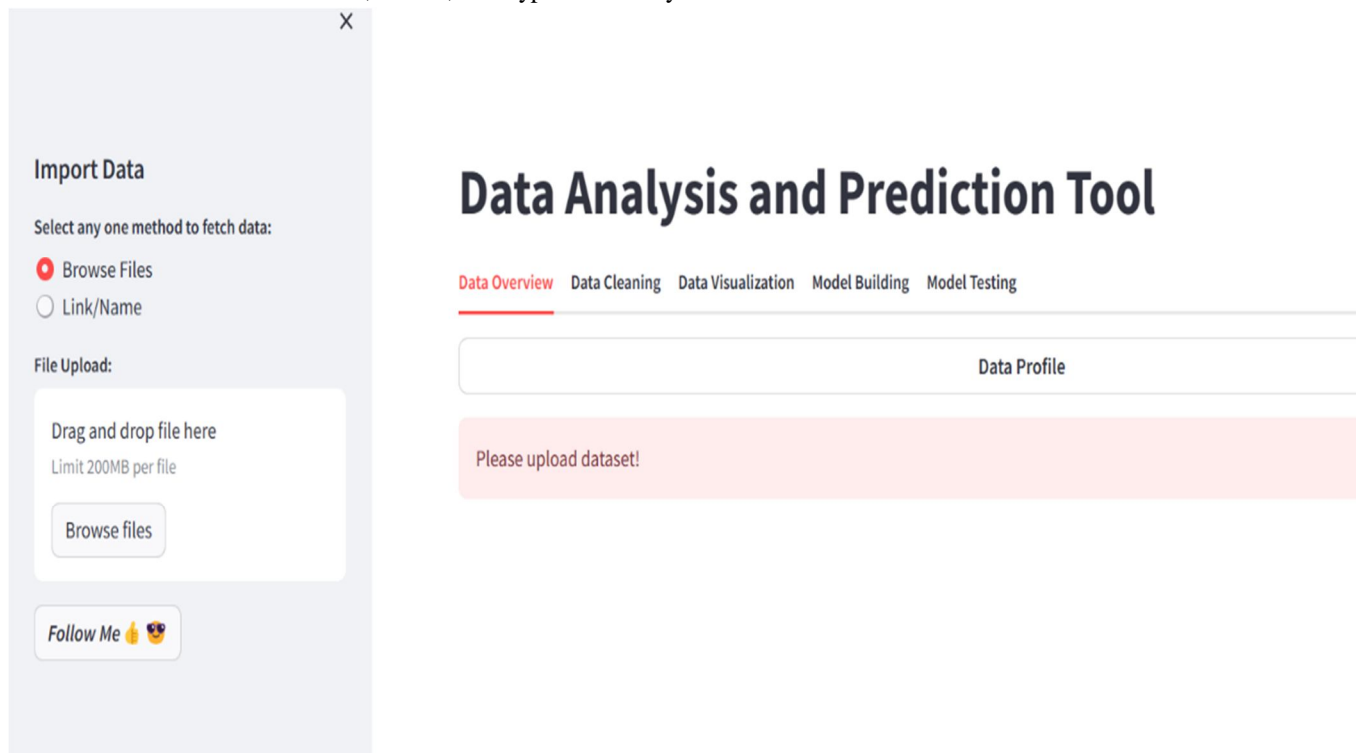 X
Import Data
Select any one method to fetch data:
Browse Files
Link/Name
File Upload:
Drag and drop file here
Limit 200MB per file
Browse files
Follow Me👍 😎
Data Analysis and Prediction Tool
Data Overview Data Cleaning Data Visualization Model Building Model Testing
Data Profile
Please upload dataset!